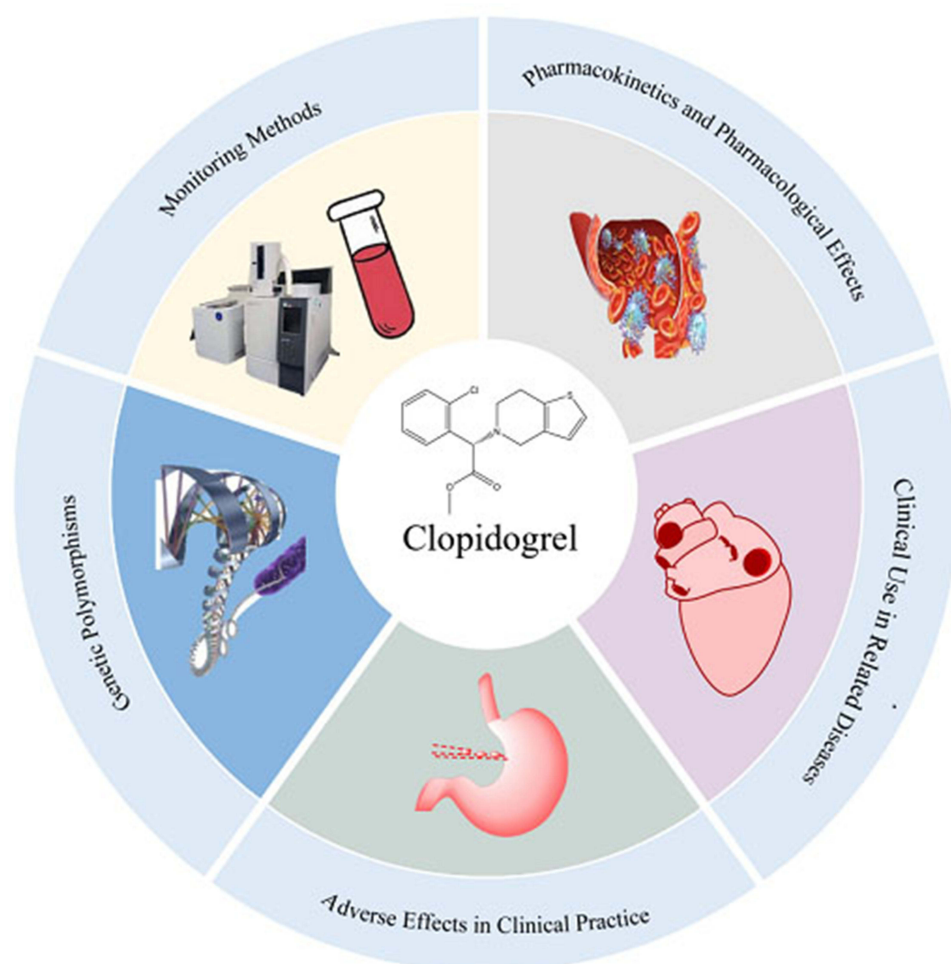 Monitoring Methods
Pharmacokinetics and Pharmacological Effects
Cl
S
N
O
O
Clopidogrel
Genetic Polymorphisms
Clinical Use in Related Diseases
Adverse Effects in Clinical Practice